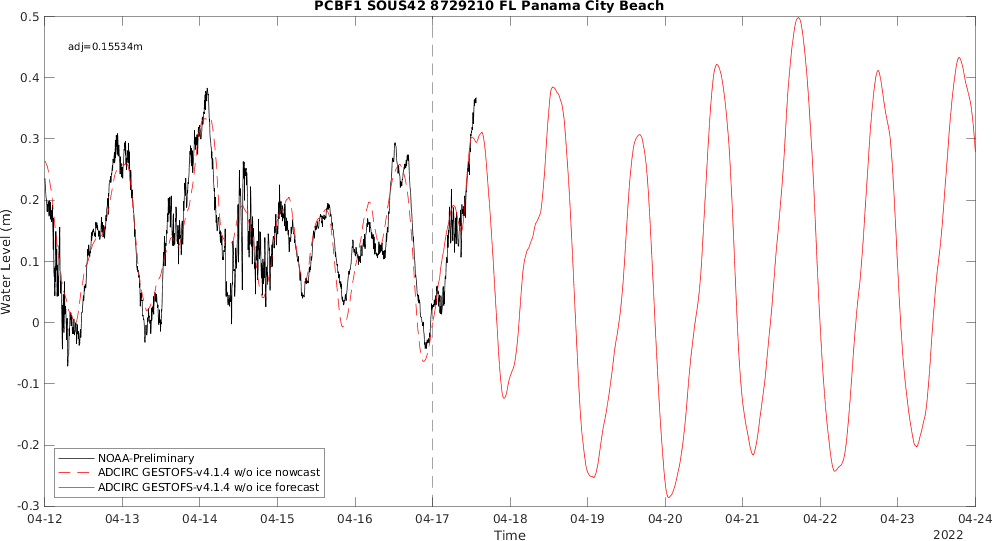 PCBF1 SOUS42 8729210 FL Panama City Beach
adj=0.15534m
0.5
0.4
0.3
0.2
0.1
0
-0.1
-0.2
-0.3
Water Level (m)
NOAA-Preliminary
ADCIRC GESTOFS-v4.1.4 w/o ice nowcast
ADCIRC GESTOFS-v4.1.4 w/o ice forecast
04-12 04-13 04-14 04-15 04-16 04-17 04-18 04-19 04-20 04-21 04-22 04-23 04-24
Time
2022